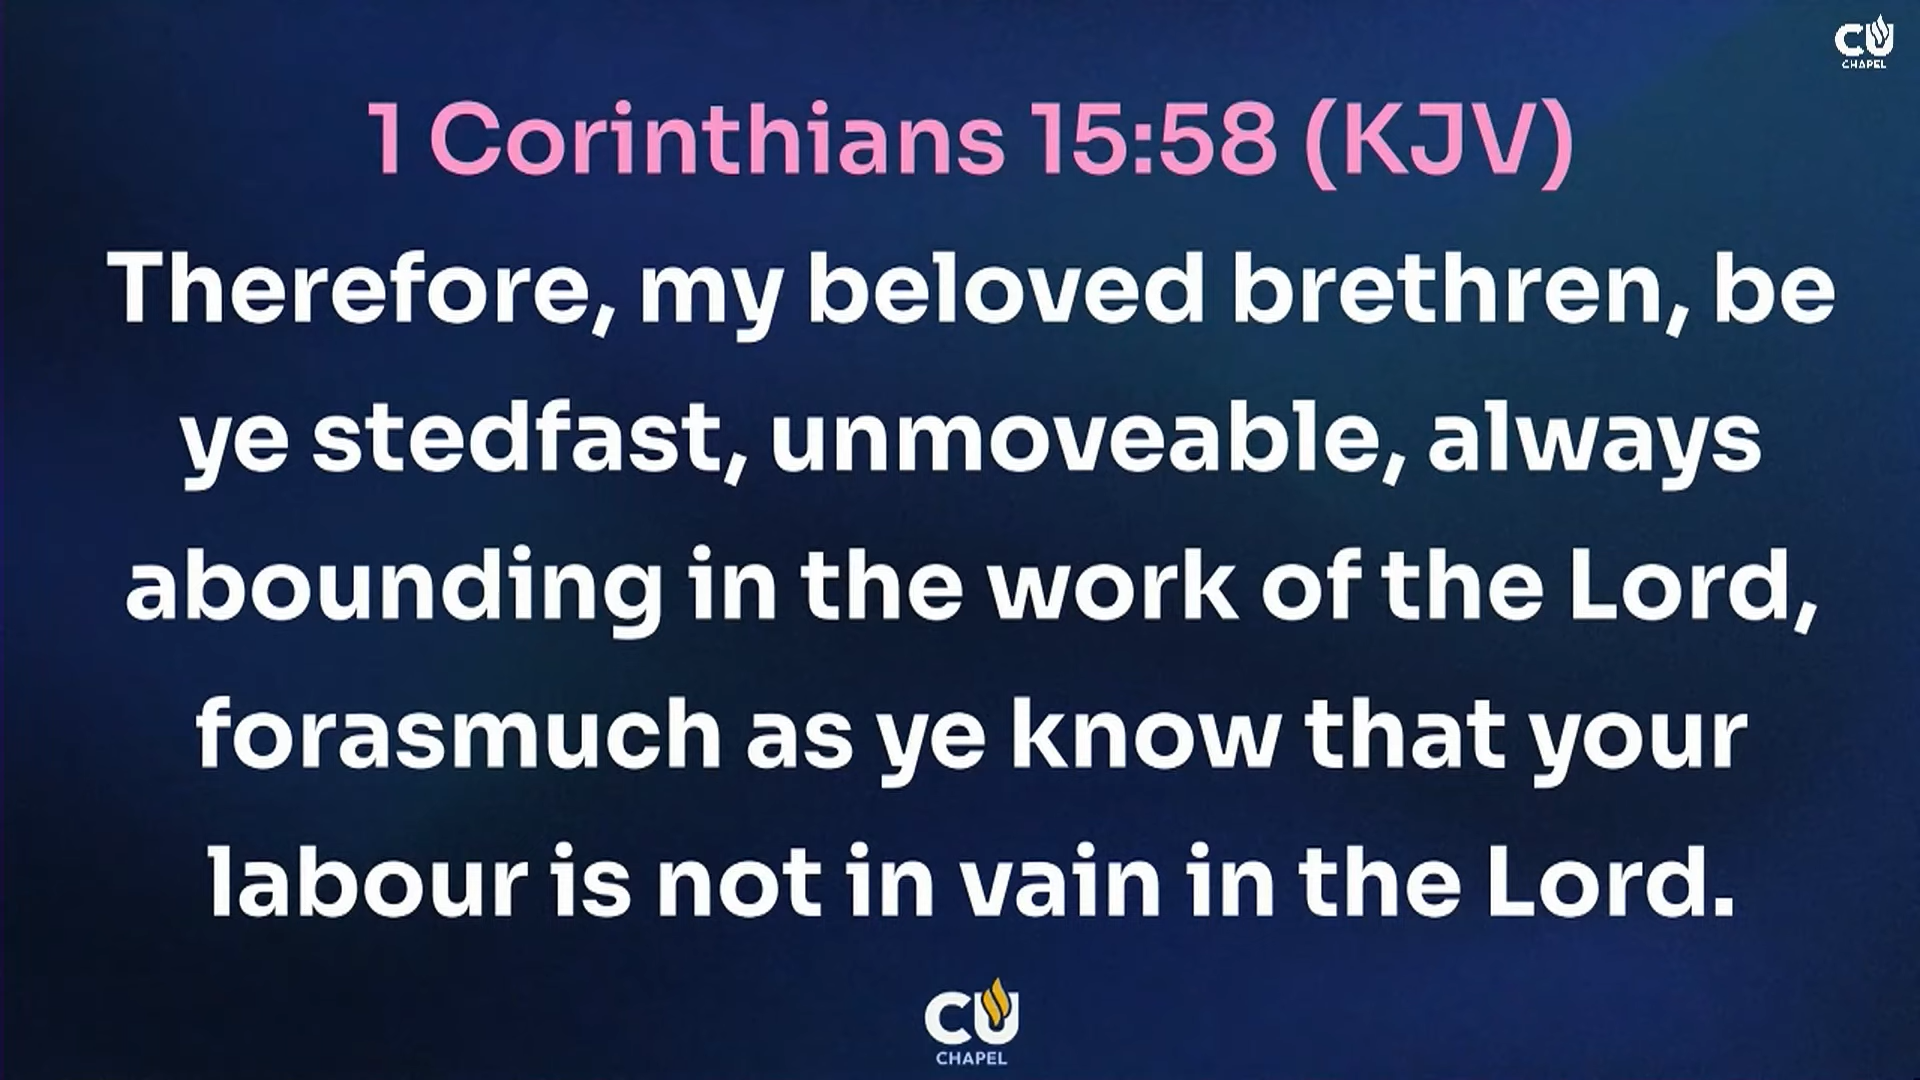 CU
CHAPEL
1 Corinthians 15:58 (KJV)
Therefore, my beloved brethren, be
ye stedfast, unmoveable, always
abounding in the work of the Lord,
forasmuch as ye know that your
labour is not in vain in the Lord.
CU
CHAPEL